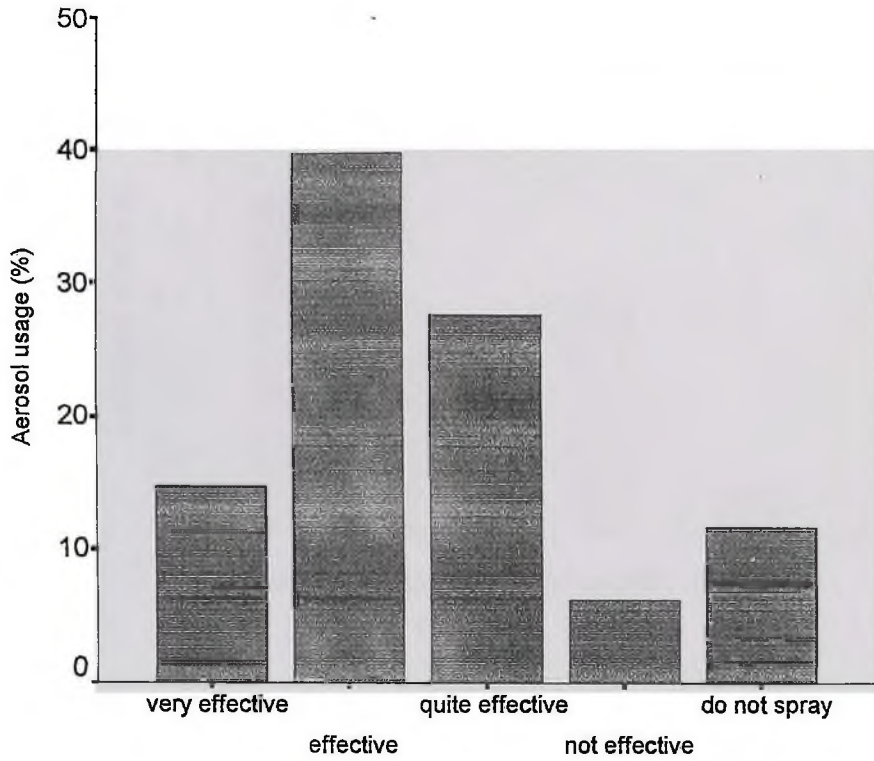 50
40
30
20
10
0
Aerosol usage (%)
very effective
quite effective
do not spray
effective
not effective